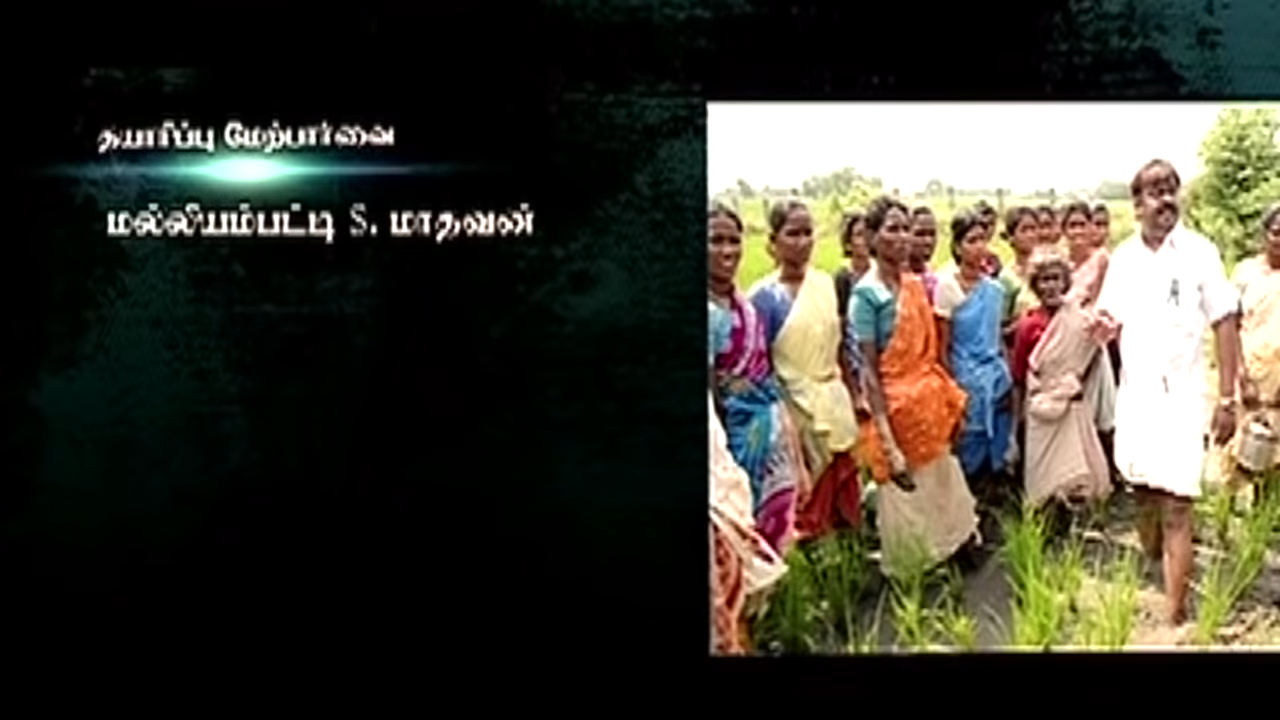 தயாரிப்பு மேற்பார்வை
மல்லியம்பட்டி S. மாதவன்